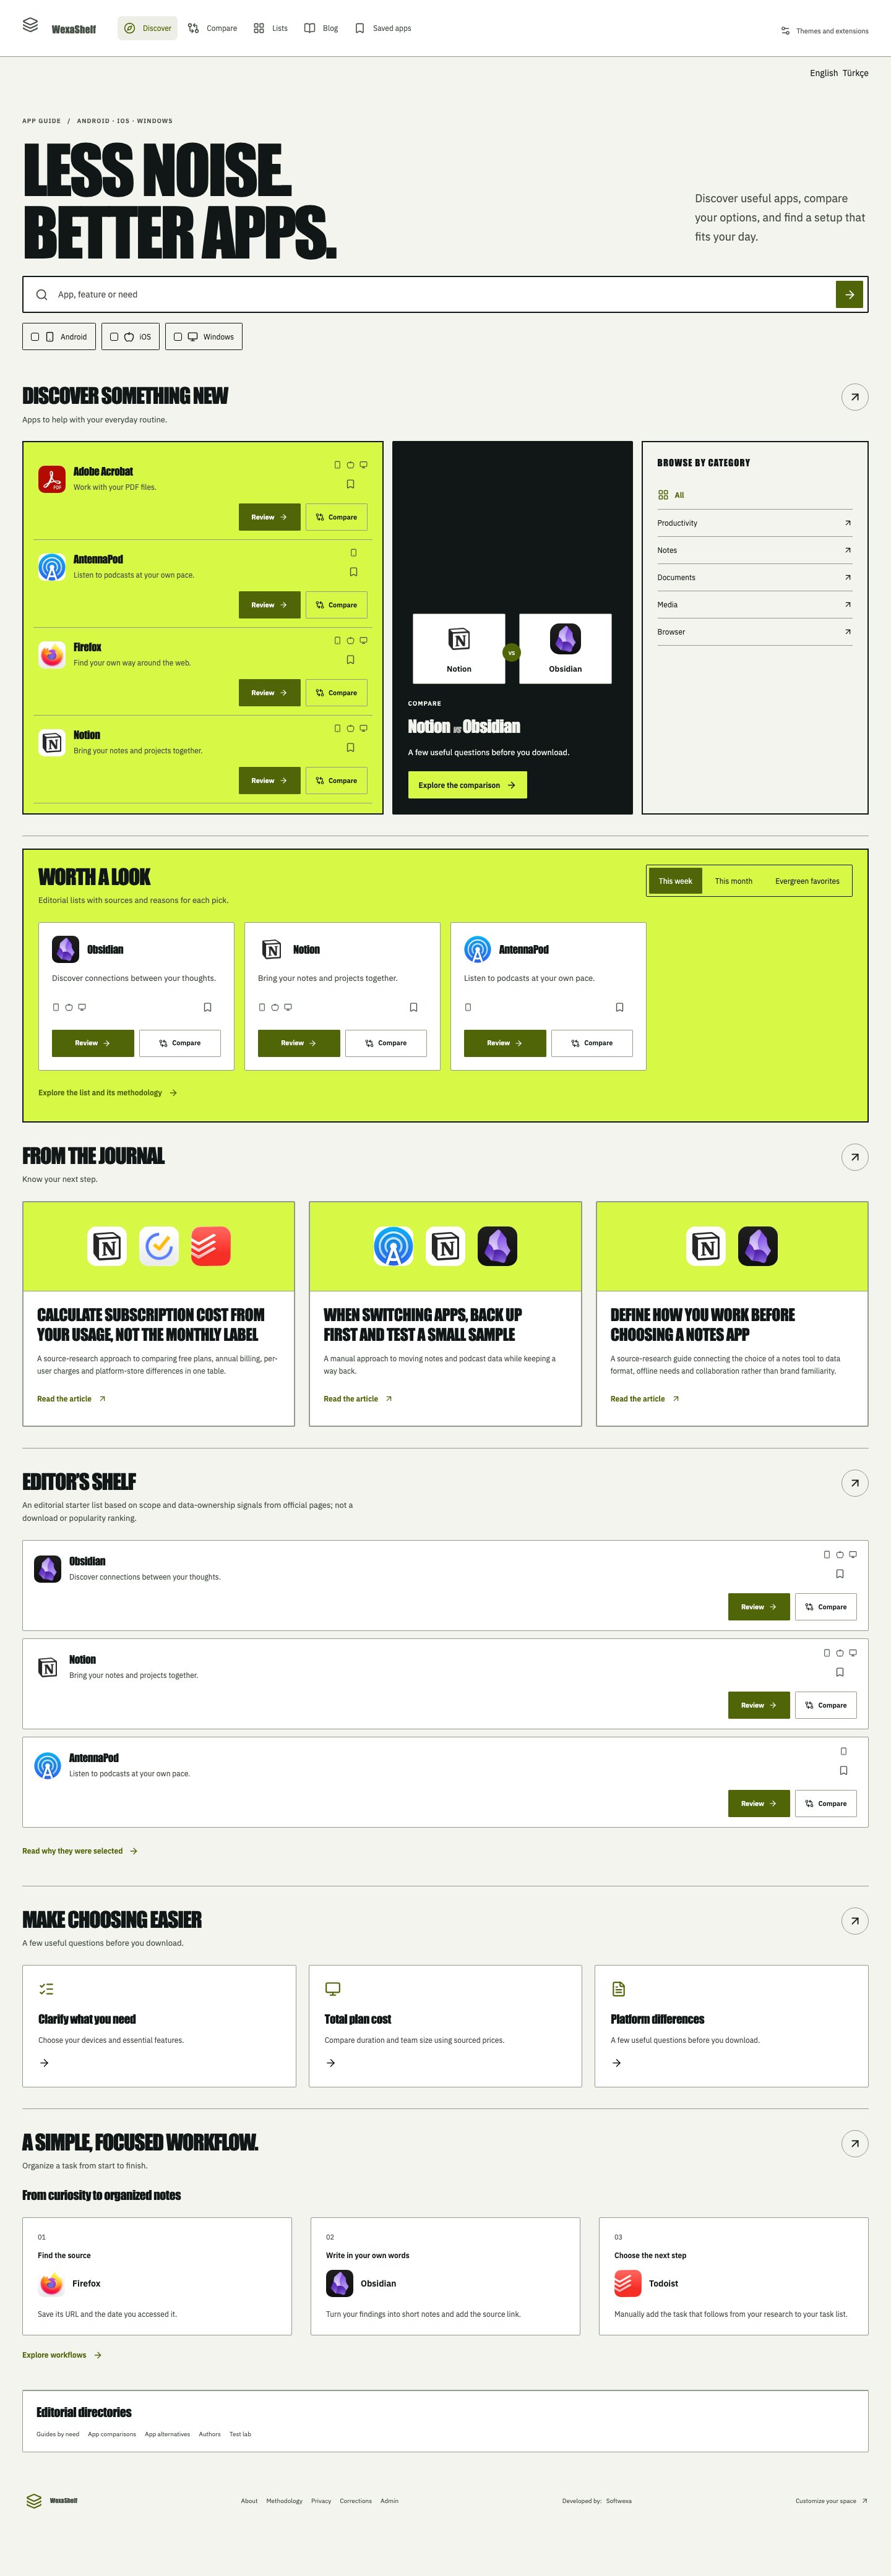 WexaShelf
Discover
Compare
Lists
Blog
Saved apps
Themes and extensions
English Türkçe
APP GUIDE / ANDROID · IOS · WINDOWS
LESS NOISE.
BETTER APPS.
Discover useful apps, compare
your options, and find a setup that
fits your day.
App, feature or need
Android
iOS
Windows
DISCOVER SOMETHING NEW
Apps to help with your everyday routine.
Adobe Acrobat
Work with your PDF files.
Review
Compare
AntennaPod
Listen to podcasts at your own pace.
Review
Compare
Firefox
Find your own way around the web.
Review
Compare
Notion
Bring your notes and projects together.
Review
Compare
Notion
VS
Obsidian
COMPARE
Notion vs Obsidian
A few useful questions before you download.
Explore the comparison
BROWSE BY CATEGORY
All
Productivity
Notes
Documents
Media
Browser
WORTH A LOOK
Editorial lists with sources and reasons for each pick.
This week
This month
Evergreen favorites
Obsidian
Discover connections between your thoughts.
Review
Compare
Notion
Bring your notes and projects together.
Review
Compare
AntennaPod
Listen to podcasts at your own pace.
Review
Compare
Explore the list and its methodology
FROM THE JOURNAL
Know your next step.
CALCULATE SUBSCRIPTION COST FROM
YOUR USAGE, NOT THE MONTHLY LABEL
A source-research approach to comparing free plans, annual billing, per-
user charges and platform-store differences in one table.
Read the article
WHEN SWITCHING APPS, BACK UP
FIRST AND TEST A SMALL SAMPLE
A manual approach to moving notes and podcast data while keeping a
way back.
Read the article
DEFINE HOW YOU WORK BEFORE
CHOOSING A NOTES APP
A source-research guide connecting the choice of a notes tool to data
format, offline needs and collaboration rather than brand familiarity.
Read the article
EDITOR'S SHELF
An editorial starter list based on scope and data-ownership signals from official pages; not a
download or popularity ranking.
Obsidian
Discover connections between your thoughts.
Review
Compare
Notion
Bring your notes and projects together.
Review
Compare
AntennaPod
Listen to podcasts at your own pace.
Review
Compare
Read why they were selected
MAKE CHOOSING EASIER
A few useful questions before you download.
Clarify what you need
Choose your devices and essential features.
Total plan cost
Compare duration and team size using sourced prices.
Platform differences
A few useful questions before you download.
A SIMPLE, FOCUSED WORKFLOW.
Organize a task from start to finish.
From curiosity to organized notes
01
Find the source
Firefox
Save its URL and the date you accessed it.
02
Write in your own words
Obsidian
Turn your findings into short notes and add the source link.
03
Choose the next step
Todoist
Manually add the task that follows from your research to your task list.
Explore workflows
Editorial directories
Guides by need
App comparisons
App alternatives
Authors
Test lab
WexaShelf
About
Methodology
Privacy
Corrections
Admin
Developed by: Softwexa
Customize your space